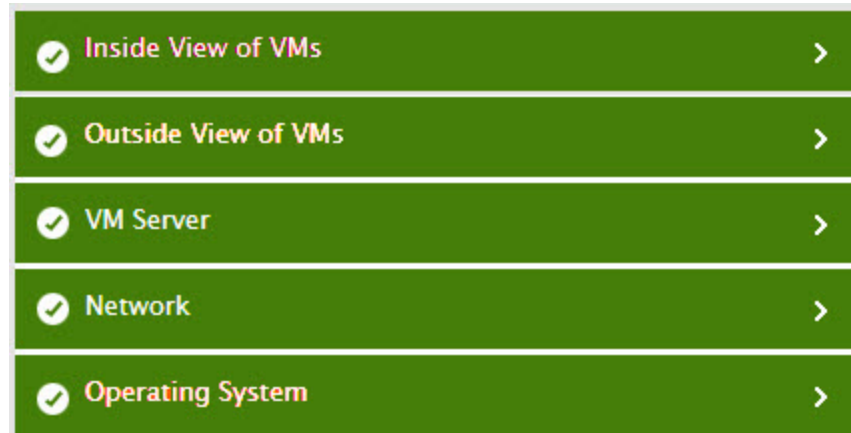 Inside View of VMs
Outside View of VMs
VM Server
Network
Operating System